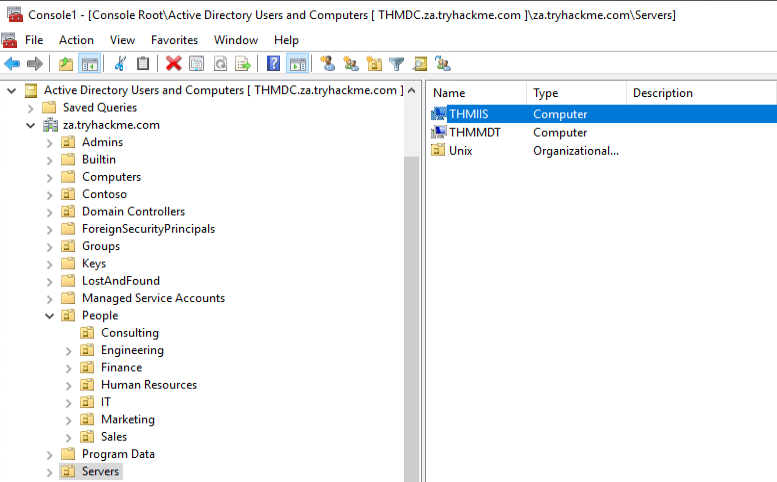 Console1 - [Console Root\Active Directory Users and Computers [ THMDC.za.tryhackme.com ]\za.tryhackme.com\Servers]
File Action View Favorites Window Help
Active Directory Users and Computers [ THMDC.za.tryhackme.com ]
Saved Queries
za.tryhackme.com
Admins
Builtin
Computers
Contoso
Domain Controllers
ForeignSecurityPrincipals
Groups
Keys
LostAndFound
Managed Service Accounts
People
Consulting
Engineering
Finance
Human Resources
IT
Marketing
Sales
Program Data
Servers
Name Type Description
THMIIS Computer
THMMDT Computer
Unix Organizational...